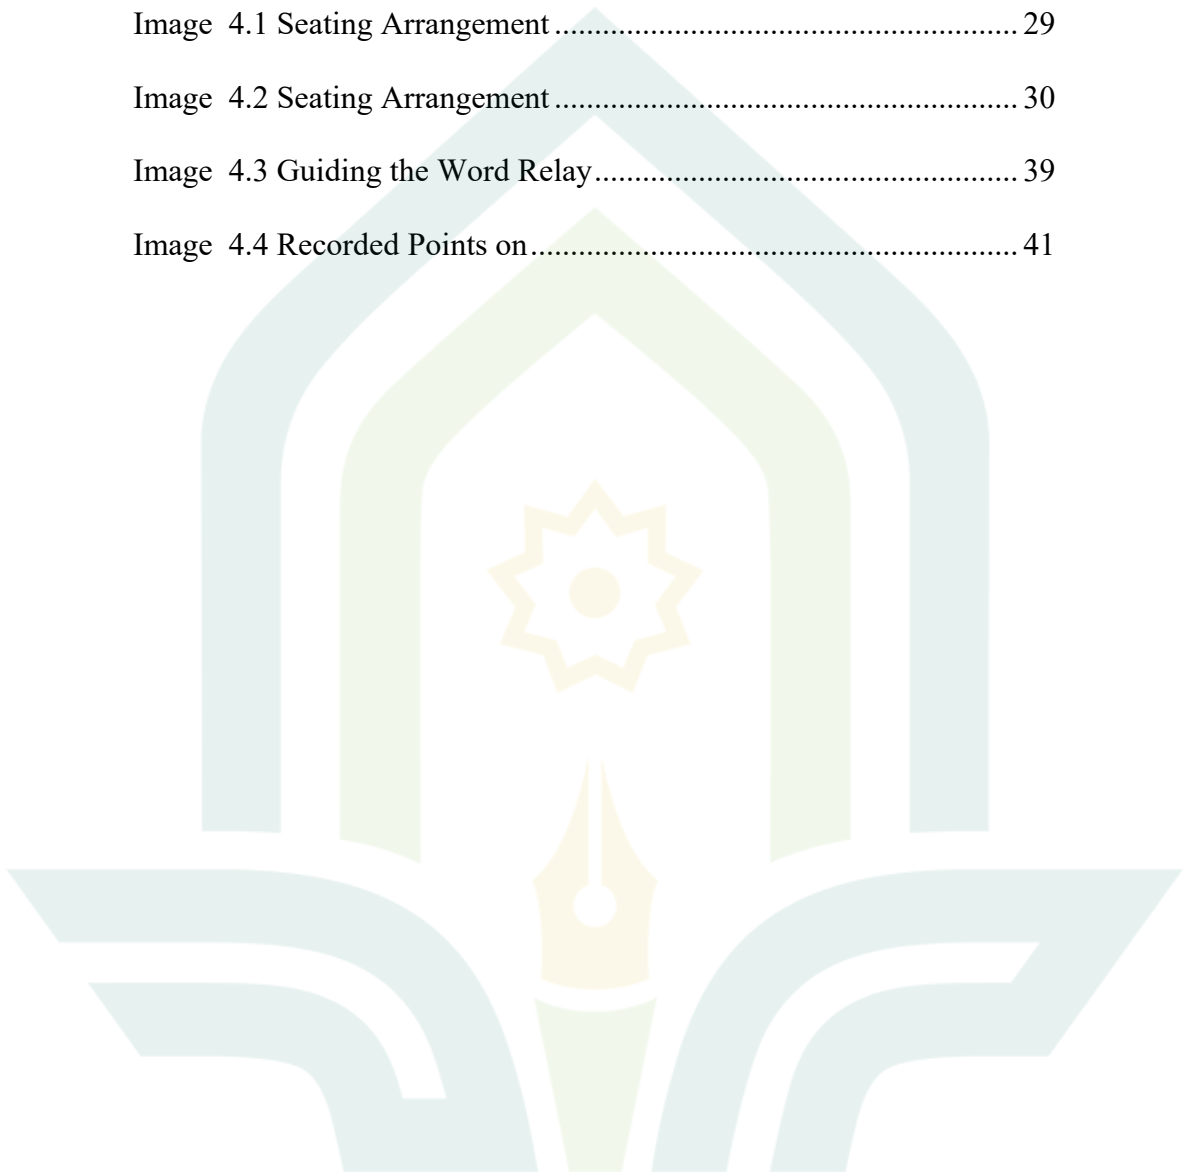 Image  4.1 Seating Arrangement .......................................................... 29
Image  4.2 Seating Arrangement .......................................................... 30
Image  4.3 Guiding the Word Relay..................................................... 39
Image  4.4 Recorded Points on ............................................................. 41